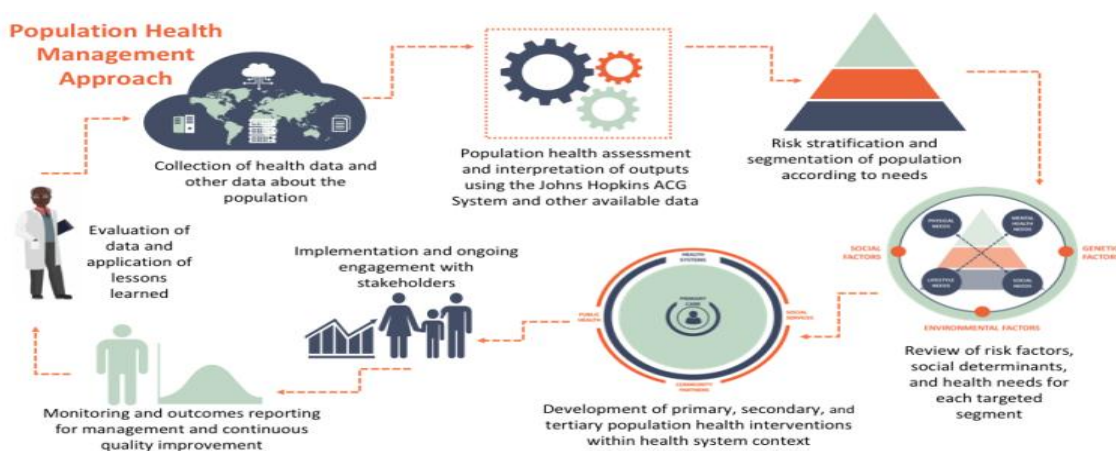 Population Health
Management
Approach
Collection of health data and
other data about the
population
Population health assessment
and interpretation of outputs
using the Johns Hopkins ACG
System and other available data
Risk stratification and
segmentation of population
according to needs
PHYSICAL
NEEDS
MENTAL
HEALTH
NEEDS
SOCIAL
FACTORS
GENETIC
FACTOR
LIFESTYLE
NEEDS
SOCIAL
NEEDS
ENVIRONMENTAL FACTORS
Review of risk factors,
social determinants,
and health needs for
each targeted
segment
HEALTH
SYSTEMS
PRIMARY
CARE
PUBLIC
HEALTH
SOCIAL
SERVICES
COMMUNITY
PARTNERS
Development of primary, secondary, and
tertiary population health interventions
within health system context
Implementation and ongoing
engagement with
stakeholders
Monitoring and outcomes reporting
for management and continuous
quality improvement
Evaluation of
data and
application of
lessons
learned